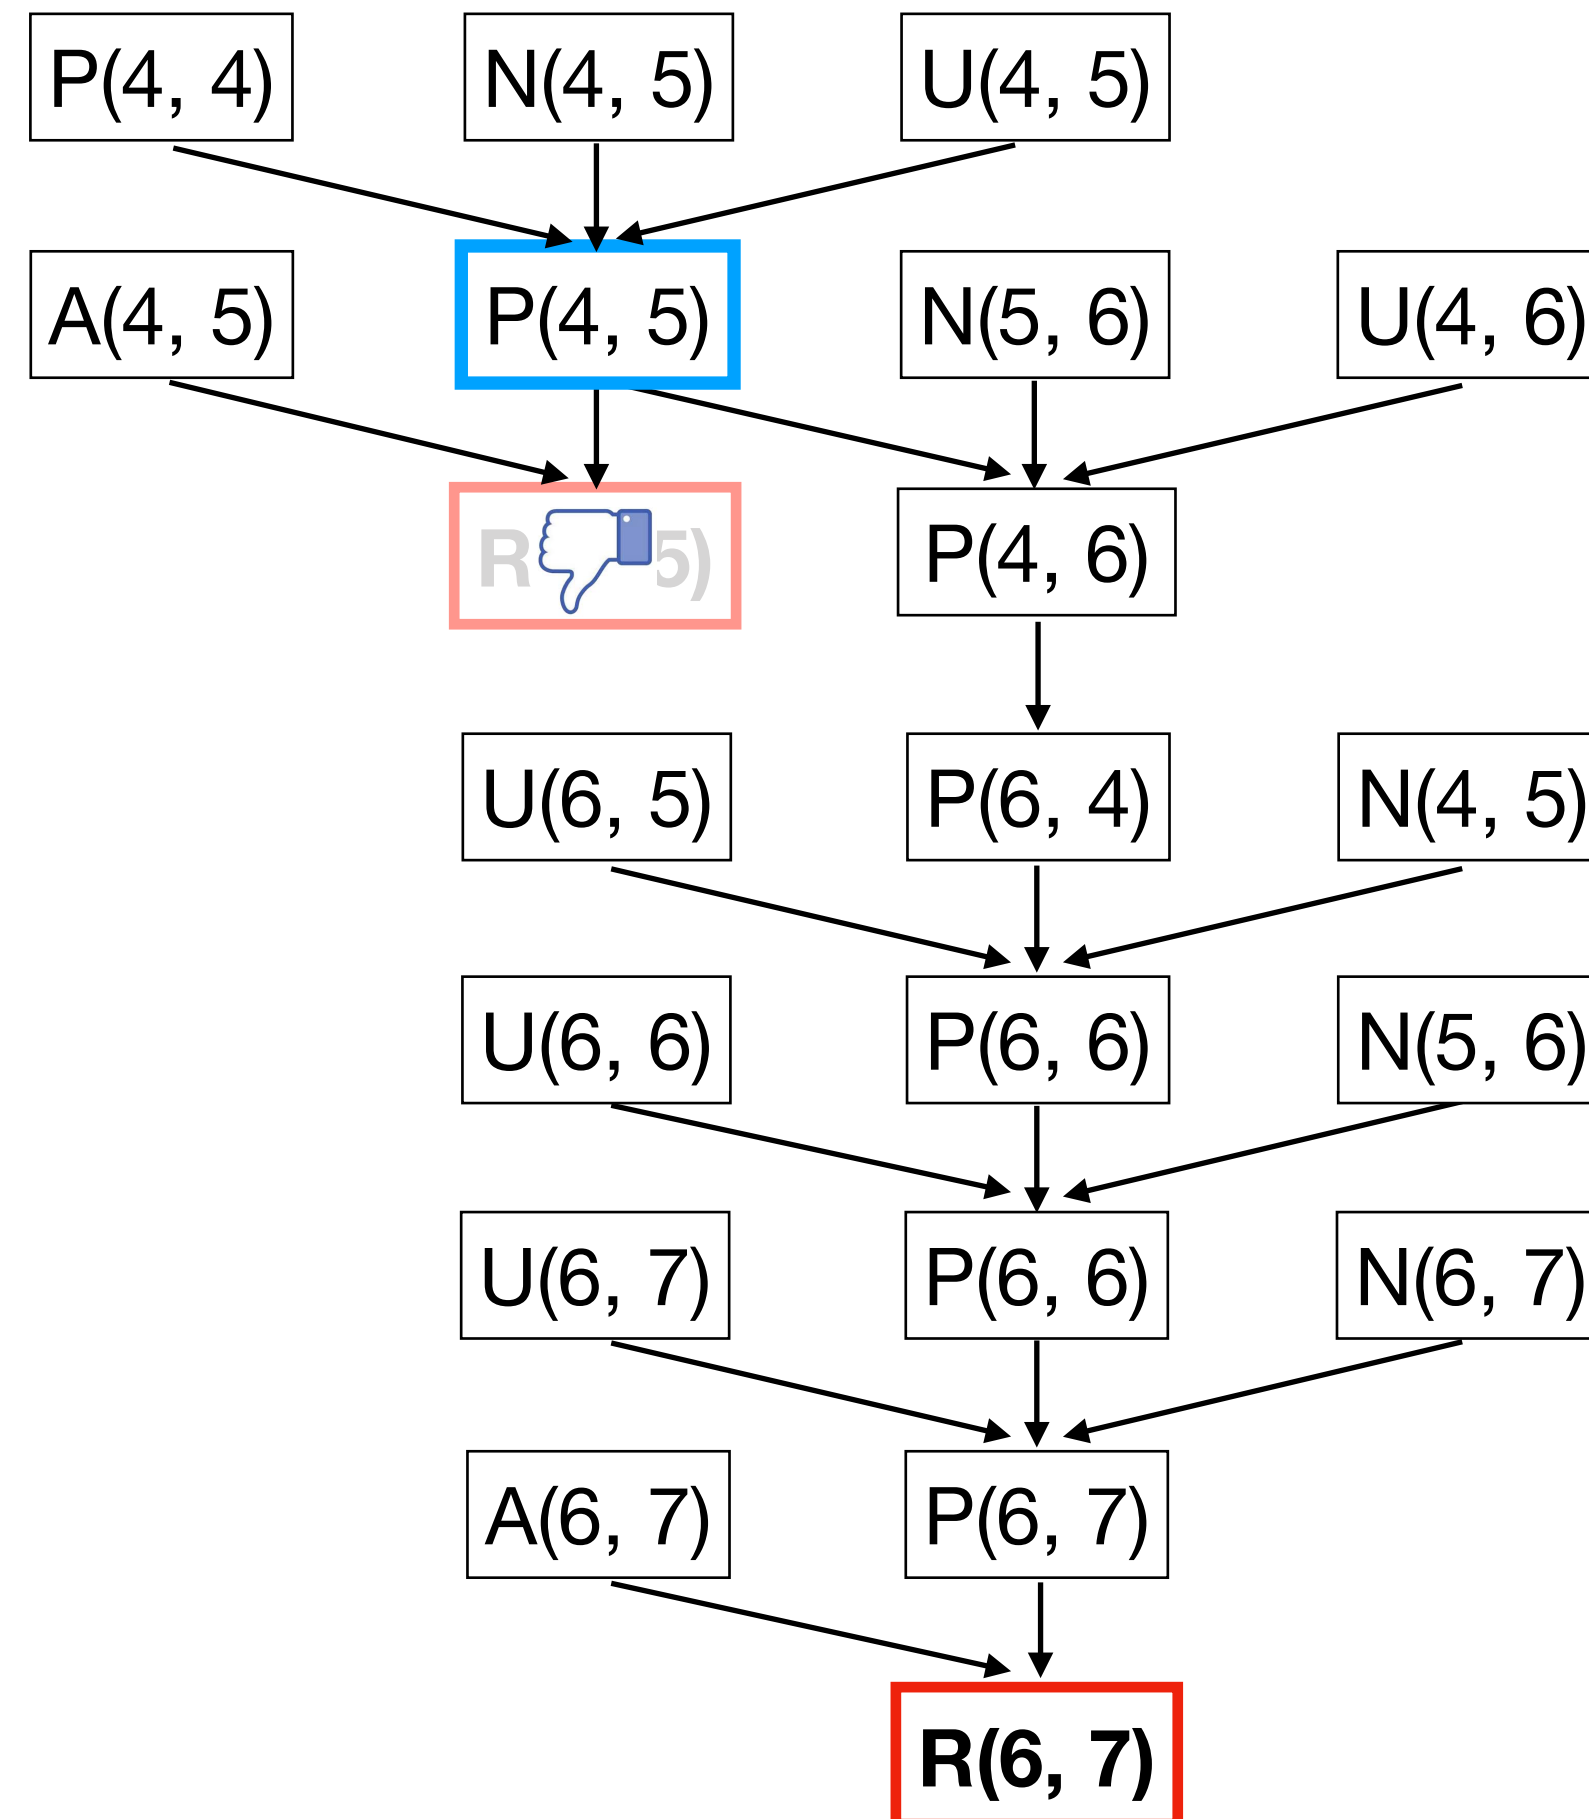 P(4, 4) N(4, 5) U(4, 5)
A(4, 5) P(4, 5) N(5, 6) U(4, 6)
R 5) P(4, 6)
U(6, 5) P(6, 4) N(4, 5)
U(6, 6) P(6, 6) N(5, 6)
U(6, 7) P(6, 6) N(6, 7)
A(6, 7) P(6, 7)
R(6, 7)